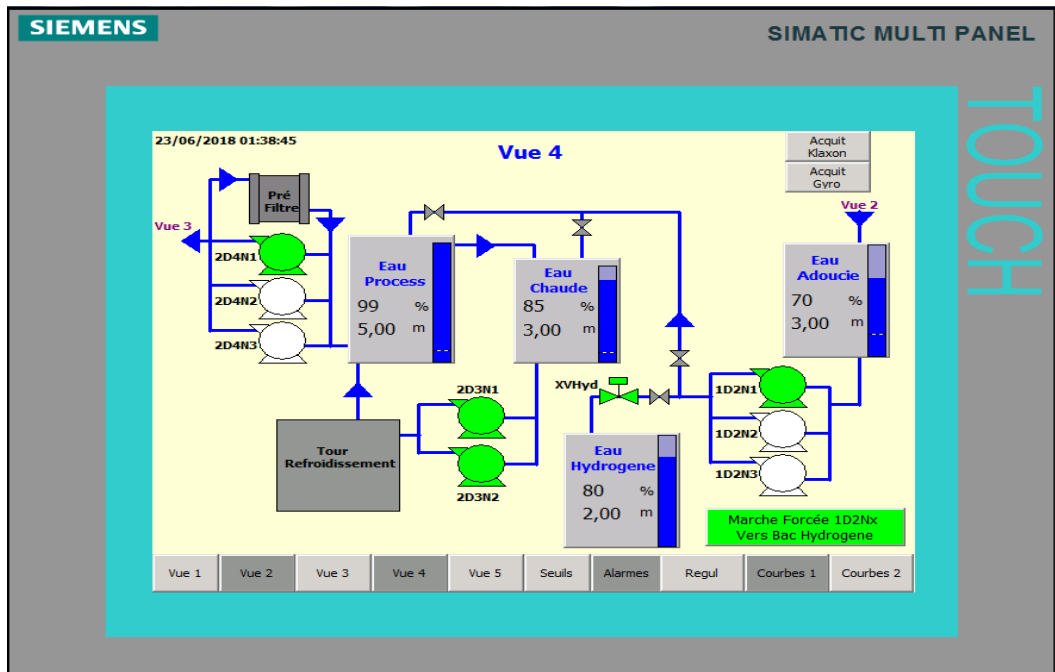 SIEMENS
SIMATIC MULTI PANEL
TOUCH
23/06/2018 01:38:45
Vue 4
Acquit
Klaxon
Acquit
Gyro
Pré
Filtre
Vue 3
Vue 2
2D4N1
2D4N2
2D4N3
Eau
Process
99 %
5,00 m
Eau
Chaude
85 %
3,00 m
Eau
Adoucie
70 %
3,00 m
XVHyd
2D3N1
2D3N2
1D2N1
1D2N2
1D2N3
Tour
Refroidissement
Eau
Hydrogene
80 %
2,00 m
Marche Forcée 1D2Nx
Vers Bac Hydrogene
Vue 1
Vue 2
Vue 3
Vue 4
Vue 5
Seuils
Alarmes
Regul
Courbes 1
Courbes 2